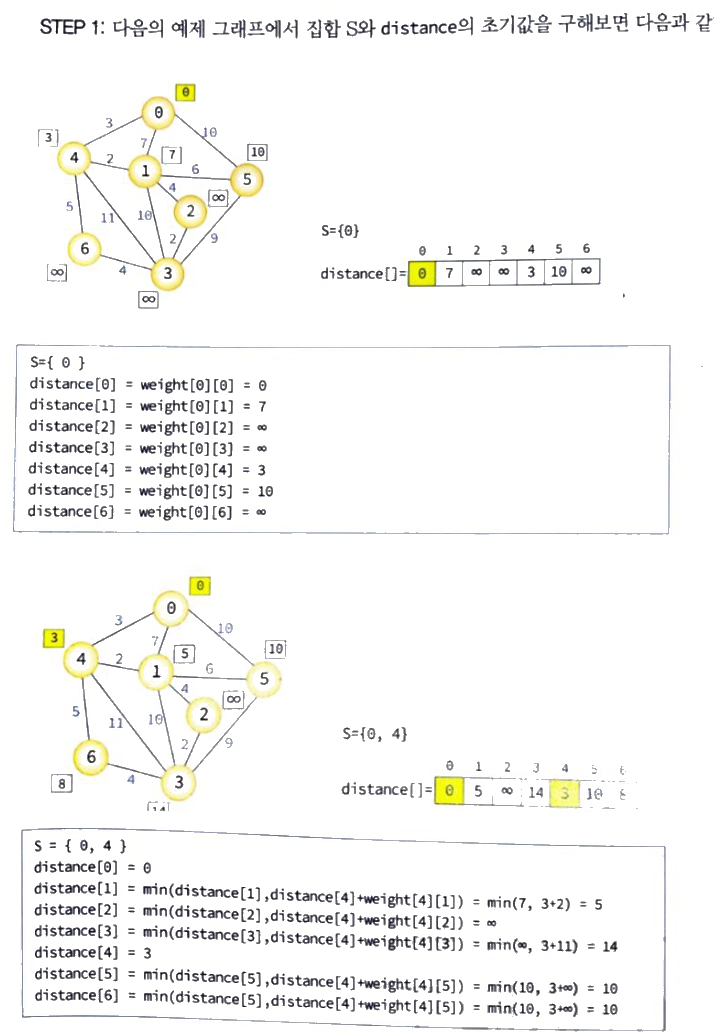 STEP 1: 다음의 예제 그래프에서 집합 S와 distance의 초기값을 구해보면 다음과 같
0
3
0
10
3
7
7
10
4
2
1
6
5
4
∞
5
11
10
2
2
9
6
4
3
∞
∞
S={0}
0 1 2 3 4 5 6
distance[]= 0 7 ∞ ∞ 3 10 ∞
S={ 0 }
distance[0] = weight[0][0] = 0
distance[1] = weight[0][1] = 7
distance[2] = weight[0][2] = ∞
distance[3] = weight[0][3] = ∞
distance[4] = weight[0][4] = 3
distance[5] = weight[0][5] = 10
distance[6] = weight[0][6] = ∞
0
3
0
10
3
7
5
10
4
2
1
6
5
4
∞
5
11
10
2
2
9
6
4
3
8
14
S={0, 4}
0 1 2 3 4 5 6
distance[]= 0 5 ∞ 14 3 10 8
S = { 0, 4 }
distance[0] = 0
distance[1] = min(distance[1],distance[4]+weight[4][1]) = min(7, 3+2) = 5
distance[2] = min(distance[2],distance[4]+weight[4][2]) = ∞
distance[3] = min(distance[3],distance[4]+weight[4][3]) = min(∞, 3+11) = 14
distance[4] = 3
distance[5] = min(distance[5],distance[4]+weight[4][5]) = min(10, 3+∞) = 10
distance[6] = min(distance[5],distance[4]+weight[4][5]) = min(10, 3+∞) = 10